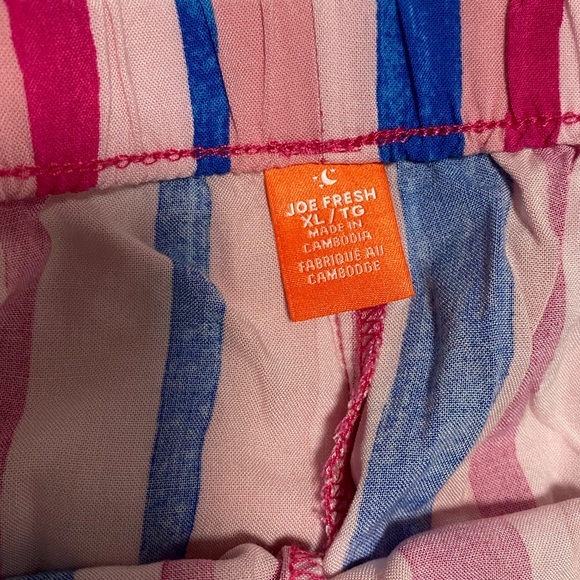 JOE FRESH
XL / TG
MADE IN
CAMBODIA
FABRIQUÉ AU
CAMBODGE